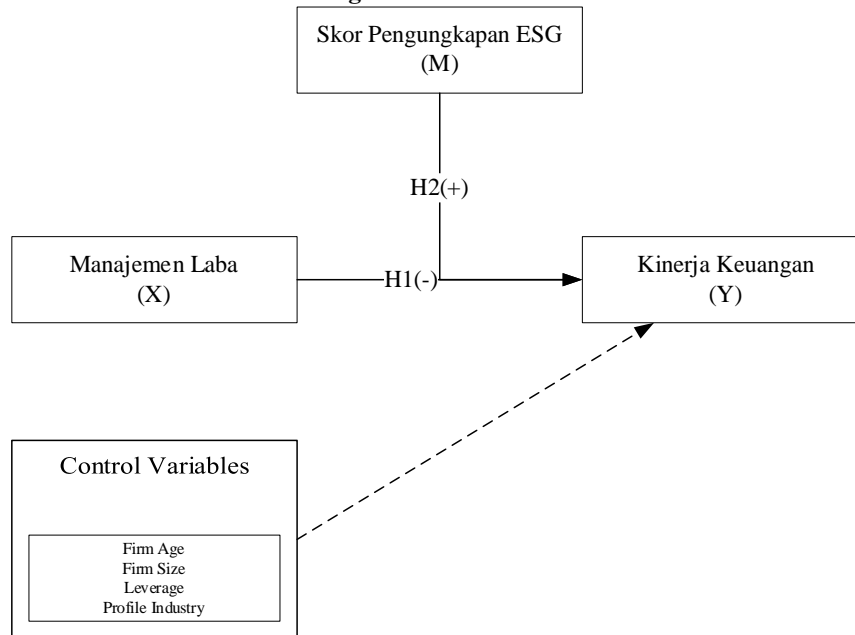 Skor Pengungkapan ESG
(M)
H2(+)
Manajemen Laba
(X)
H1(-)
Kinerja Keuangan
(Y)
Control Variables
Firm Age
Firm Size
Leverage
Profile Industry